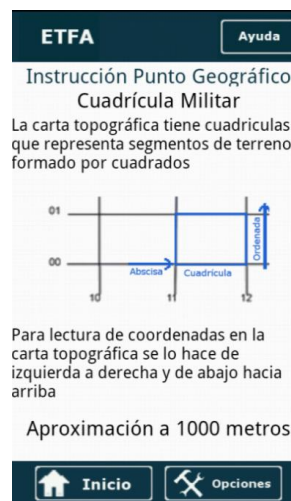 ETFA
Ayuda
Instrucción Punto Geográfico
Cuadrícula Militar
La carta topográfica tiene cuadriculas
que representa segmentos de terreno
formado por cuadrados
01
Ordenada
00
Abscisa
Cuadrícula
10
11
12
Para lectura de coordenadas en la
carta topográfica se lo hace de
izquierda a derecha y de abajo hacia
arriba
Aproximación a 1000 metros
Inicio
Opciones